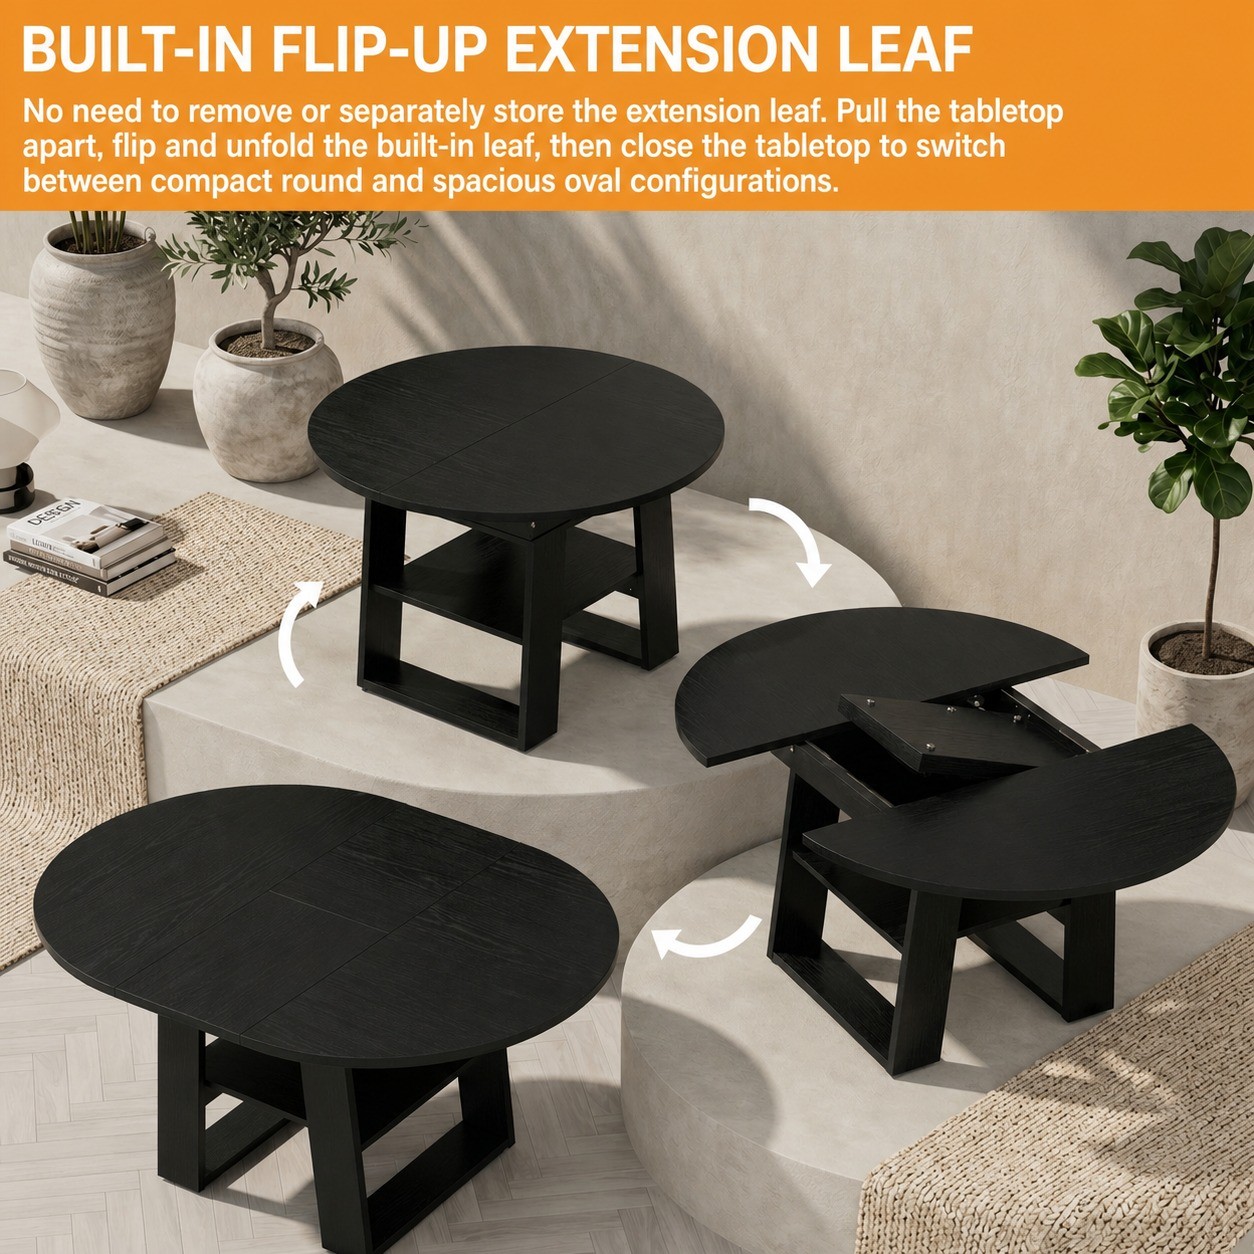 BUILT-IN FLIP-UP EXTENSION LEAF
No need to remove or separately store the extension leaf. Pull the tabletop
apart, flip and unfold the built-in leaf, then close the tabletop to switch
between compact round and spacious oval configurations.
DESIGN